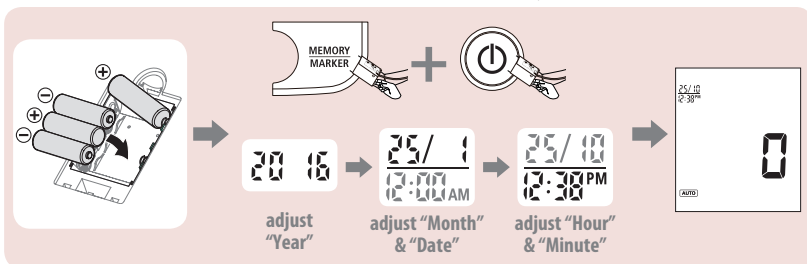 MEMORY
MARKER
20 16
25/ 1
12:00 AM
25/ 10
12:38 PM
25/ 10
12:38 PM
0
AUTO
adjust
"Year"
adjust "Month"
& "Date"
adjust "Hour"
& "Minute"